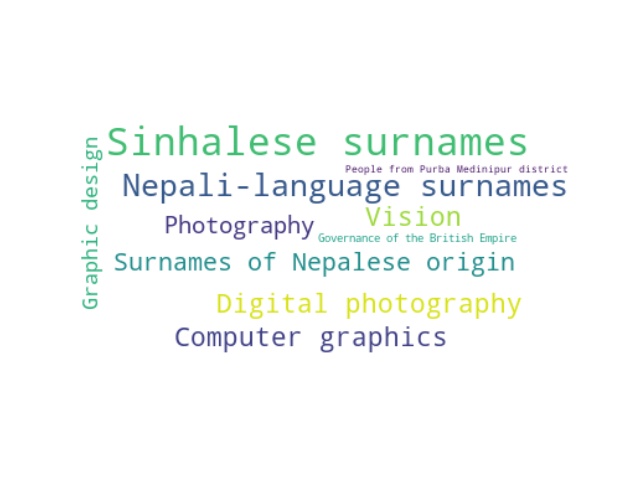 Sinhalese surnames
People from Purba Medinipur district
Nepali-language surnames
Graphic design
Vision
Photography
Governance of the British Empire
Surnames of Nepalese origin
Digital photography
Computer graphics